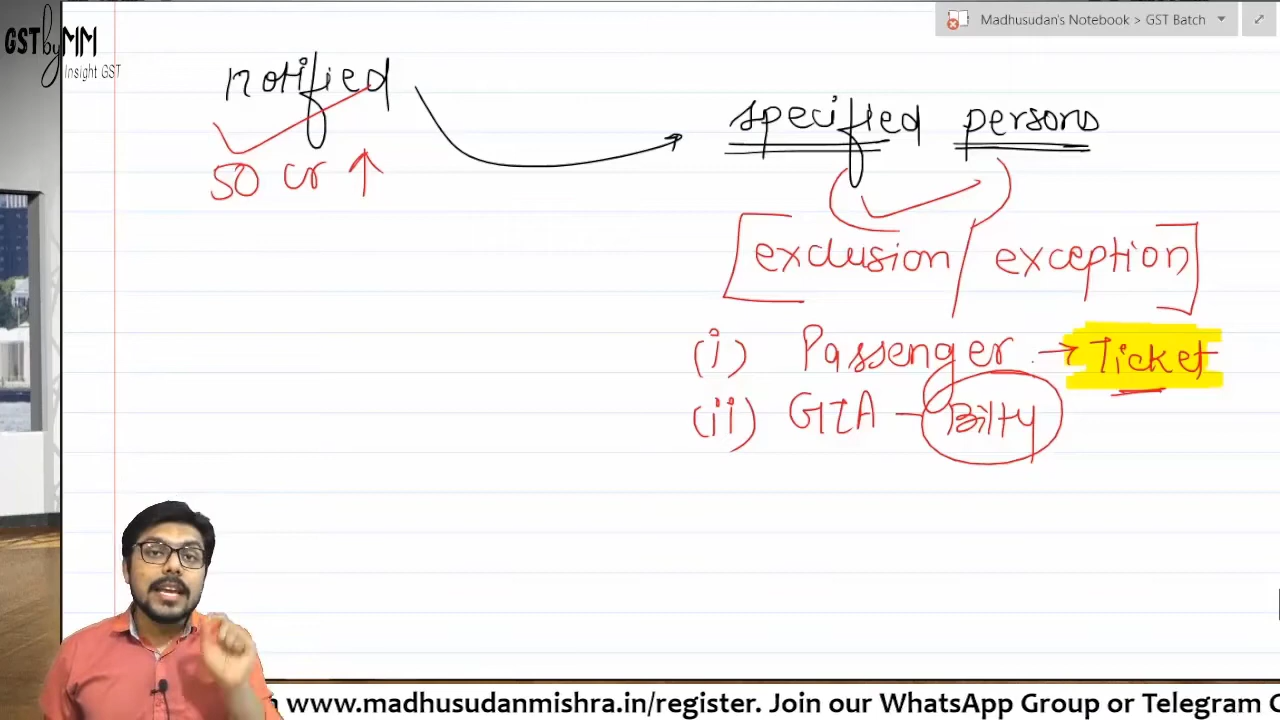 GST by MM
Insight GST
Madhusudan's Notebook > GST Batch
notified
50 cr ↑
specified persons
[exclusion / exception]
(i) Passenger → Ticket
(ii) GTA - Bilty
www.madhusudanmishra.in/register. Join our WhatsApp Group or Telegram